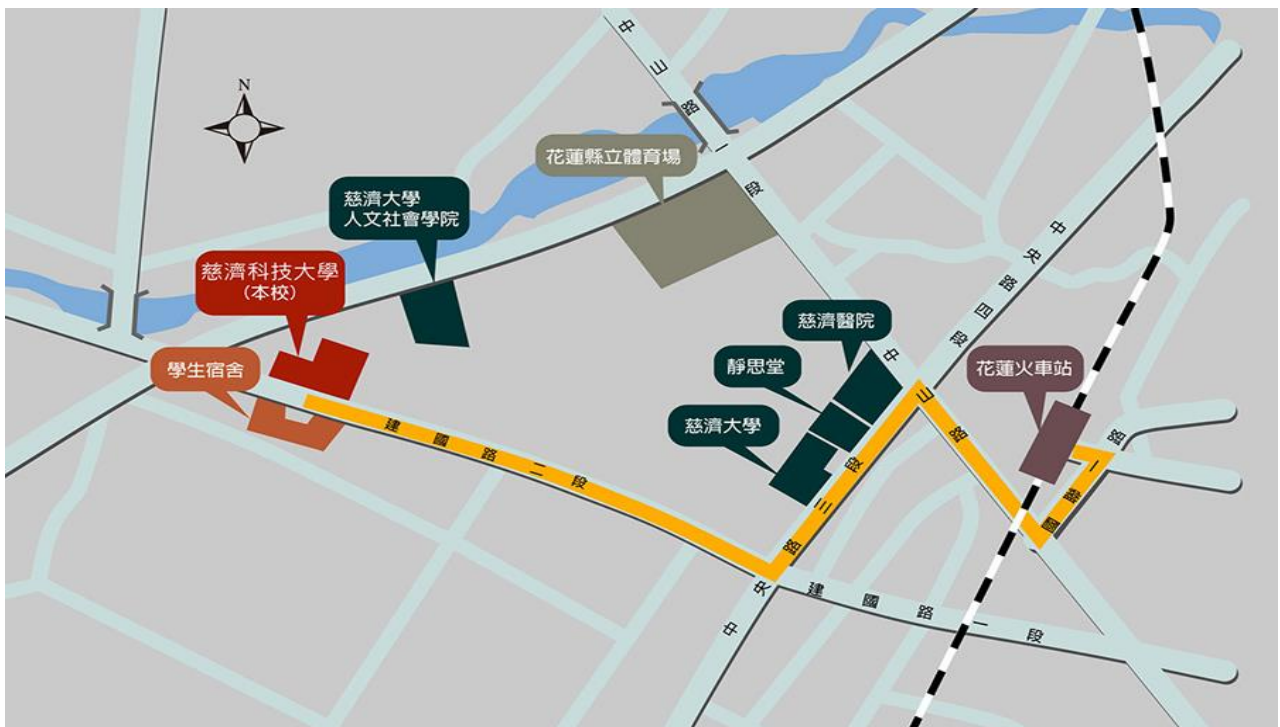 N
中山路一段
花蓮縣立體育場
慈濟大學
人文社會學院
慈濟科技大學
(本校)
學生宿舍
中央路四段
慈濟醫院
靜思堂
慈濟大學
花蓮火車站
中山路
國聯一路
建國路二段
中央路三段
建國路一段